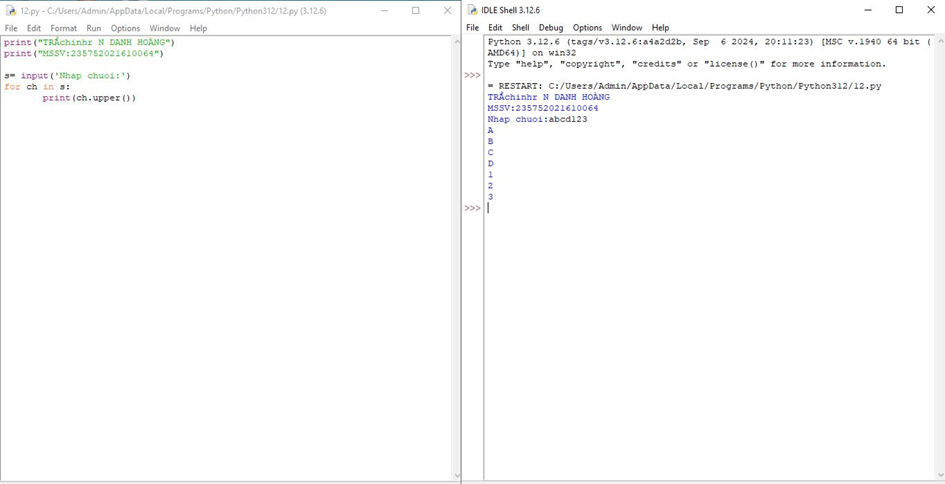 12.py - C:/Users/Admin/AppData/Local/Programs/Python/Python312/12.py (3.12.6)
File Edit Format Run Options Window Help
print("TRẦchinhr N DANH HOÀNG")
print("MSSV:235752021610064")
s= input('Nhap chuoi:')
for ch in s:
print(ch.upper())
IDLE Shell 3.12.6
File Edit Shell Debug Options Window Help
Python 3.12.6 (tags/v3.12.6:a4a2d2b, Sep  6 2024, 20:11:23) [MSC v.1940 64 bit (
AMD64)] on win32
Type "help", "copyright", "credits" or "license()" for more information.
>>>
= RESTART: C:/Users/Admin/AppData/Local/Programs/Python/Python312/12.py
TRẦchinhr N DANH HOÀNG
MSSV:235752021610064
Nhap chuoi:abcd123
A
B
C
D
1
2
3
>>>